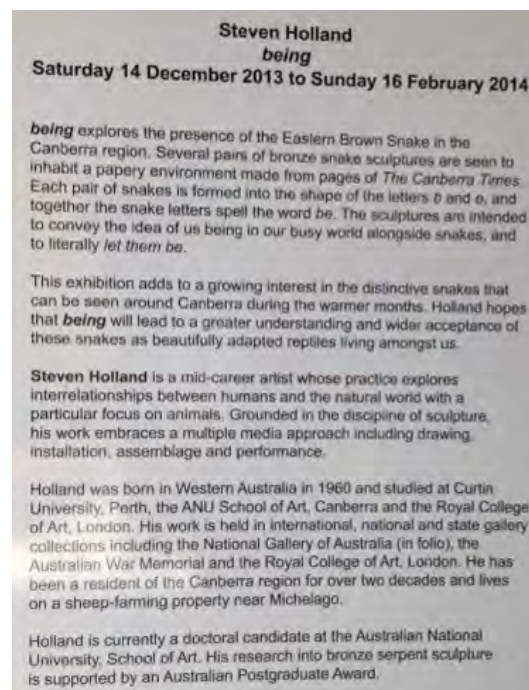 Steven Holland
being
Saturday 14 December 2013 to Sunday 16 February 2014
being explores the presence of the Eastern Brown Snake in the
Canberra region. Several pairs of bronze snake sculptures are seen to
inhabit a papery environment made from pages of The Canberra Times.
Each pair of snakes is formed into the shape of the letters b and e, and
together the snake letters spell the word be. The sculptures are intended
to convey the idea of us being in our busy world alongside snakes, and
to literally let them be.
This exhibition adds to a growing interest in the distinctive snakes that
can be seen around Canberra during the warmer months. Holland hopes
that being will lead to a greater understanding and wider acceptance of
these snakes as beautifully adapted reptiles living amongst us.
Steven Holland is a mid-career artist whose practice explores
interrelationships between humans and the natural world with a
particular focus on animals. Grounded in the discipline of sculpture,
his work embraces a multiple media approach including drawing,
installation, assemblage and performance.
Holland was born in Western Australia in 1960 and studied at Curtin
University, Perth, the ANU School of Art, Canberra and the Royal College
of Art, London. His work is held in international, national and state gallery
collections including the National Gallery of Australia (in folio), the
Australian War Memorial and the Royal College of Art, London. He has
been a resident of the Canberra region for over two decades and lives
on a sheep-farming property near Michelago.
Holland is currently a doctoral candidate at the Australian National
University, School of Art. His research into bronze serpent sculpture
is supported by an Australian Postgraduate Award.